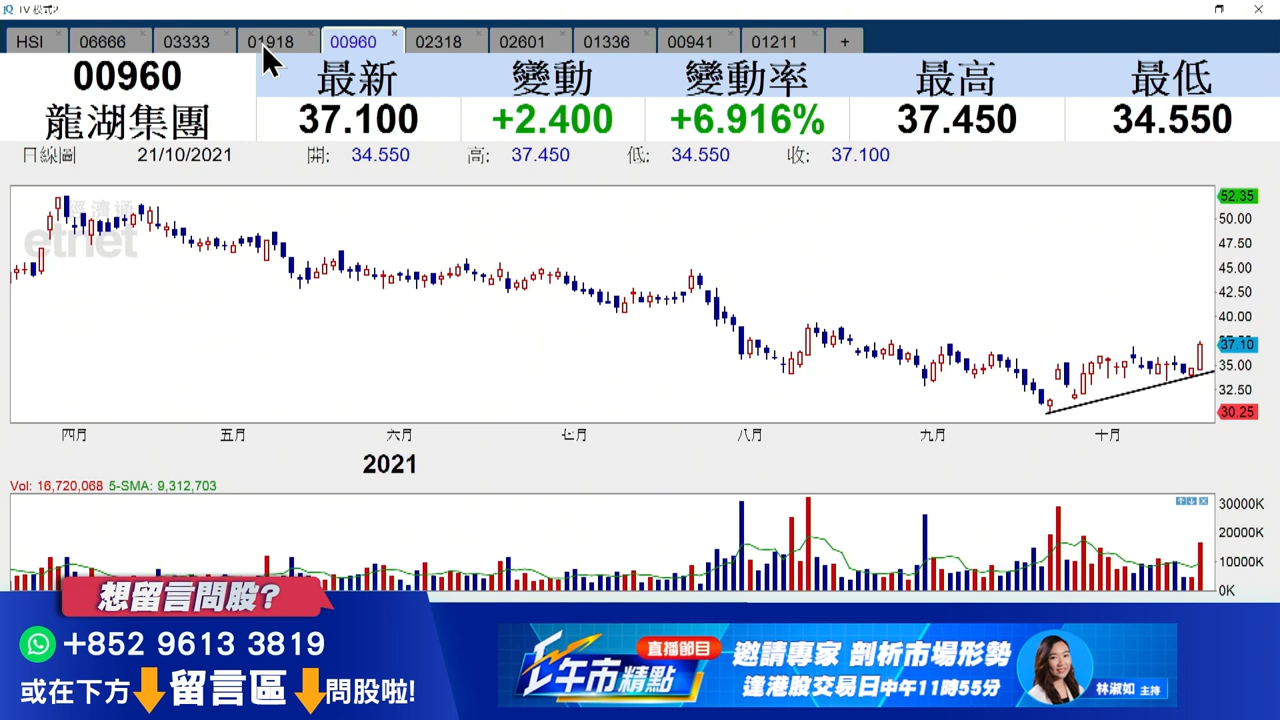 TV 模式2
HSI 06666 03333 01918 00960 02318 02601 01336 00941 01211 +
00960 最新 變動 變動率 最高 最低
龍湖集團 37.100 +2.400 +6.916% 37.450 34.550
日線圖 21/10/2021 開: 34.550 高: 37.450 低: 34.550 收: 37.100
經濟通
etnet
52.35
50.00
47.50
45.00
42.50
40.00
37.10
35.00
32.50
30.25
四月 五月 六月 七月 八月 九月 十月
2021
Vol: 16,720,068 5-SMA: 9,312,703
30000K
20000K
10000K
0K
想留言問股?
+852 9613 3819
或在下方 留言區 問股啦!
午市精點
直播節目
邀請專家 剖析市場形勢
逢港股交易日中午11時55分
林淑如 主持